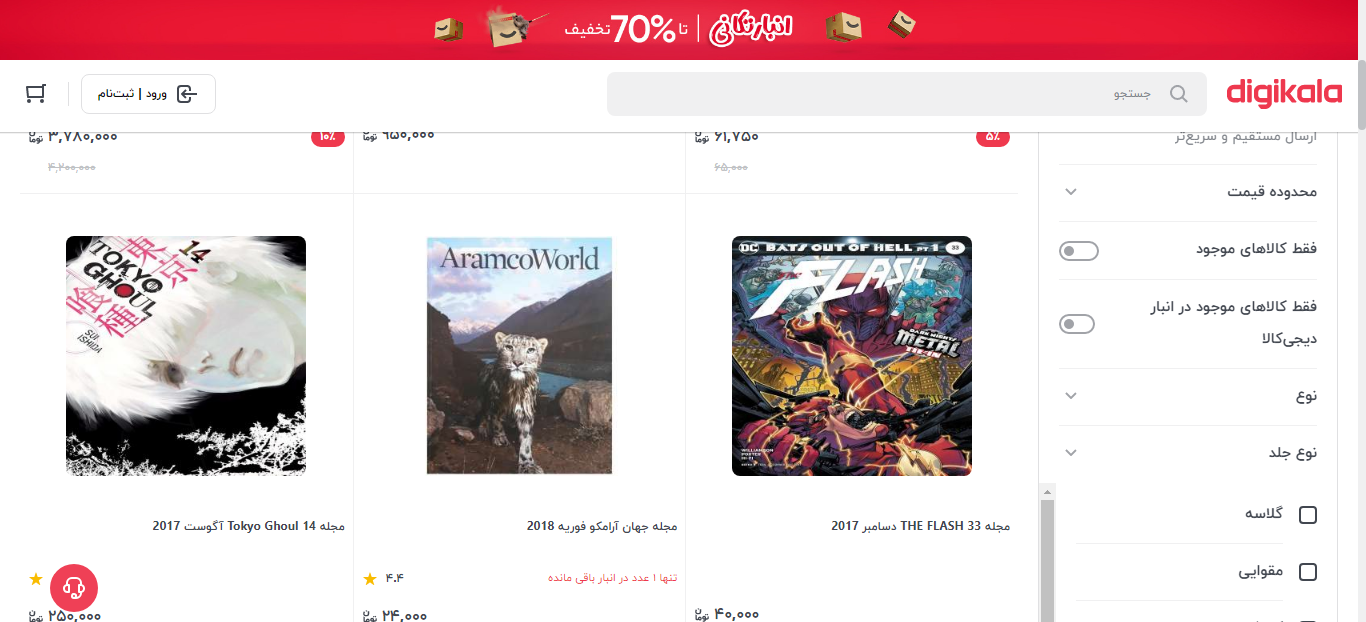 انبارتکانی تا 70% تخفیف
digikala
جستجو
ورود | ثبت‌نام
ارسال مستقیم و سریع‌تر
محدوده قیمت
فقط کالاهای موجود
فقط کالاهای موجود در انبار
دیجی‌کالا
نوع
نوع جلد
گلاسه
مقوایی
۵٪
۶۱,۷۵۰ تومان
۶۵,۰۰۰
۹۵۰,۰۰۰ تومان
۱۰٪
۳,۷۸۰,۰۰۰ تومان
۴,۲۰۰,۰۰۰
DC BATS OUT OF HELL PT 1 33
FLASH
DARK NIGHTS
METAL
TIE-IN
مجله THE FLASH 33 دسامبر 2017
۴۰,۰۰۰ تومان
AramcoWorld
مجله جهان آرامکو فوریه 2018
تنها ۱ عدد در انبار باقی مانده
۴.۴
۲۴,۰۰۰ تومان
東京
14
TOKYO
GHOUL
喰種
SUI
ISHIDA
مجله Tokyo Ghoul 14 آگوست 2017
۲۵۰,۰۰۰ تومان